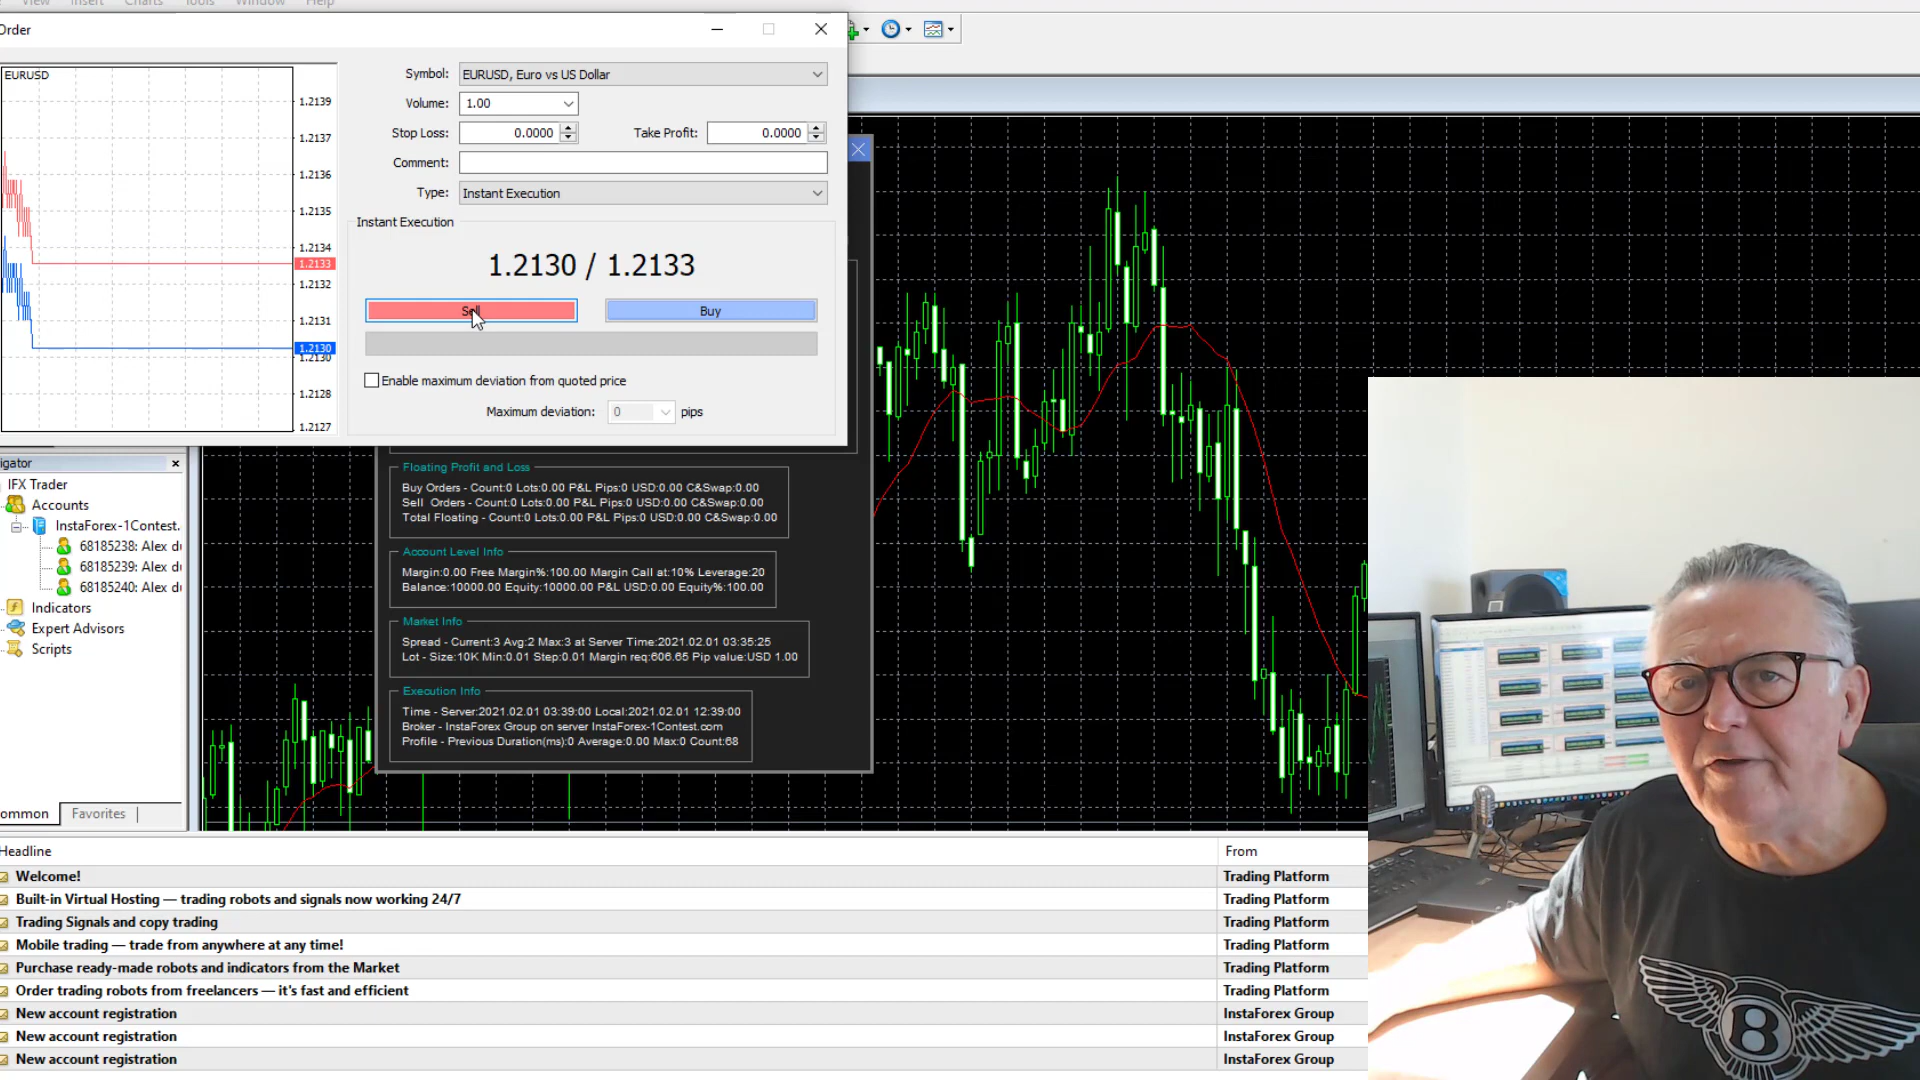 View Insert Charts Tools Window Help
Order
EURUSD
1.2139
1.2137
1.2136
1.2135
1.2134
1.2133
1.2132
1.2131
1.2130
1.2130
1.2128
1.2127
Symbol: EURUSD, Euro vs US Dollar
Volume: 1.00
Stop Loss: 0.0000 Take Profit: 0.0000
Comment:
Type: Instant Execution
Instant Execution
1.2130 / 1.2133
Sell Buy
Enable maximum deviation from quoted price
Maximum deviation: 0 pips
igator
IFX Trader
Accounts
InstaForex-1Contest.
68185238: Alex d
68185239: Alex d
68185240: Alex d
Indicators
Expert Advisors
Scripts
ommon Favorites
Floating Profit and Loss
Buy Orders - Count:0 Lots:0.00 P&L Pips:0 USD:0.00 C&Swap:0.00
Sell Orders - Count:0 Lots:0.00 P&L Pips:0 USD:0.00 C&Swap:0.00
Total Floating - Count:0 Lots:0.00 P&L Pips:0 USD:0.00 C&Swap:0.00
Account Level Info
Margin:0.00 Free Margin%:100.00 Margin Call at:10% Leverage:20
Balance:10000.00 Equity:10000.00 P&L USD:0.00 Equity%:100.00
Market Info
Spread - Current:3 Avg:2 Max:3 at Server Time:2021.02.01 03:35:25
Lot - Size:10K Min:0.01 Step:0.01 Margin req:606.65 Pip value:USD 1.00
Execution Info
Time - Server:2021.02.01 03:39:00 Local:2021.02.01 12:39:00
Broker - InstaForex Group on server InstaForex-1Contest.com
Profile - Previous Duration(ms):0 Average:0.00 Max:0 Count:68
Headline From
Welcome! Trading Platform
Built-in Virtual Hosting — trading robots and signals now working 24/7 Trading Platform
Trading Signals and copy trading Trading Platform
Mobile trading — trade from anywhere at any time! Trading Platform
Purchase ready-made robots and indicators from the Market Trading Platform
Order trading robots from freelancers — it's fast and efficient Trading Platform
New account registration InstaForex Group
New account registration InstaForex Group
New account registration InstaForex Group
B